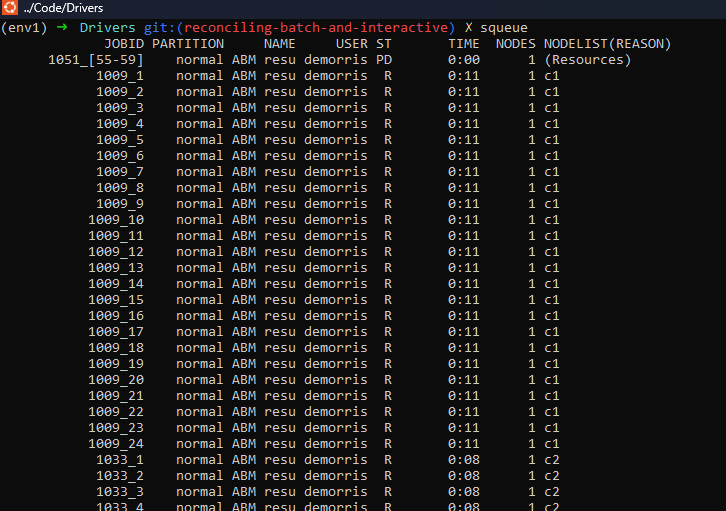 ../Code/Drivers
(env1) ➜ Drivers git:(reconciling-batch-and-interactive) ✗ squeue
JOBID PARTITION NAME USER ST TIME NODES NODELIST(REASON)
1051_[55-59] normal ABM resu demorris PD 0:00 1 (Resources)
1009_1 normal ABM resu demorris R 0:11 1 c1
1009_2 normal ABM resu demorris R 0:11 1 c1
1009_3 normal ABM resu demorris R 0:11 1 c1
1009_4 normal ABM resu demorris R 0:11 1 c1
1009_5 normal ABM resu demorris R 0:11 1 c1
1009_6 normal ABM resu demorris R 0:11 1 c1
1009_7 normal ABM resu demorris R 0:11 1 c1
1009_8 normal ABM resu demorris R 0:11 1 c1
1009_9 normal ABM resu demorris R 0:11 1 c1
1009_10 normal ABM resu demorris R 0:11 1 c1
1009_11 normal ABM resu demorris R 0:11 1 c1
1009_12 normal ABM resu demorris R 0:11 1 c1
1009_13 normal ABM resu demorris R 0:11 1 c1
1009_14 normal ABM resu demorris R 0:11 1 c1
1009_15 normal ABM resu demorris R 0:11 1 c1
1009_16 normal ABM resu demorris R 0:11 1 c1
1009_17 normal ABM resu demorris R 0:11 1 c1
1009_18 normal ABM resu demorris R 0:11 1 c1
1009_19 normal ABM resu demorris R 0:11 1 c1
1009_20 normal ABM resu demorris R 0:11 1 c1
1009_21 normal ABM resu demorris R 0:11 1 c1
1009_22 normal ABM resu demorris R 0:11 1 c1
1009_23 normal ABM resu demorris R 0:11 1 c1
1009_24 normal ABM resu demorris R 0:11 1 c1
1033_1 normal ABM resu demorris R 0:08 1 c2
1033_2 normal ABM resu demorris R 0:08 1 c2
1033_3 normal ABM resu demorris R 0:08 1 c2
1033_4 normal ABM resu demorris R 0:08 1 c2